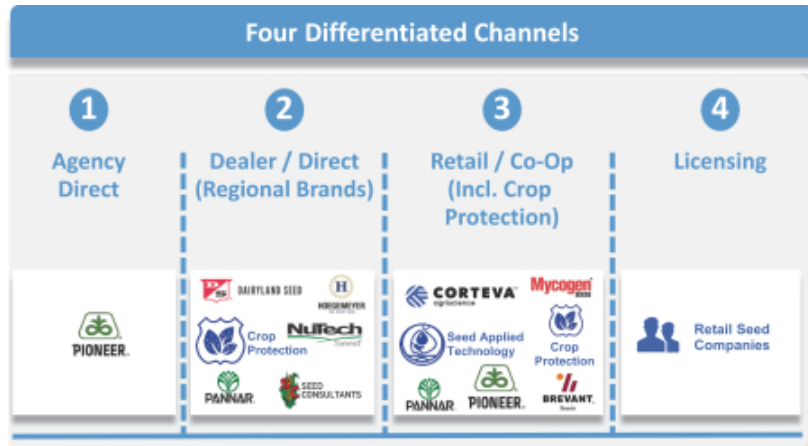 Four Differentiated Channels
1
Agency
Direct
2
Dealer / Direct
(Regional Brands)
3
Retail / Co-Op
(Incl. Crop
Protection)
4
Licensing
PIONEER.
DAIRYLAND SEED
H
HOEGEMEYER
Crop
Protection
NuTech
PANNAR.
SEED
CONSULTANTS
CORTEVA
agriscience
Mycogen
SEEDS
Seed Applied
Technology
Crop
Protection
PANNAR.
PIONEER.
BREVANT.
Seeds
Retail Seed
Companies